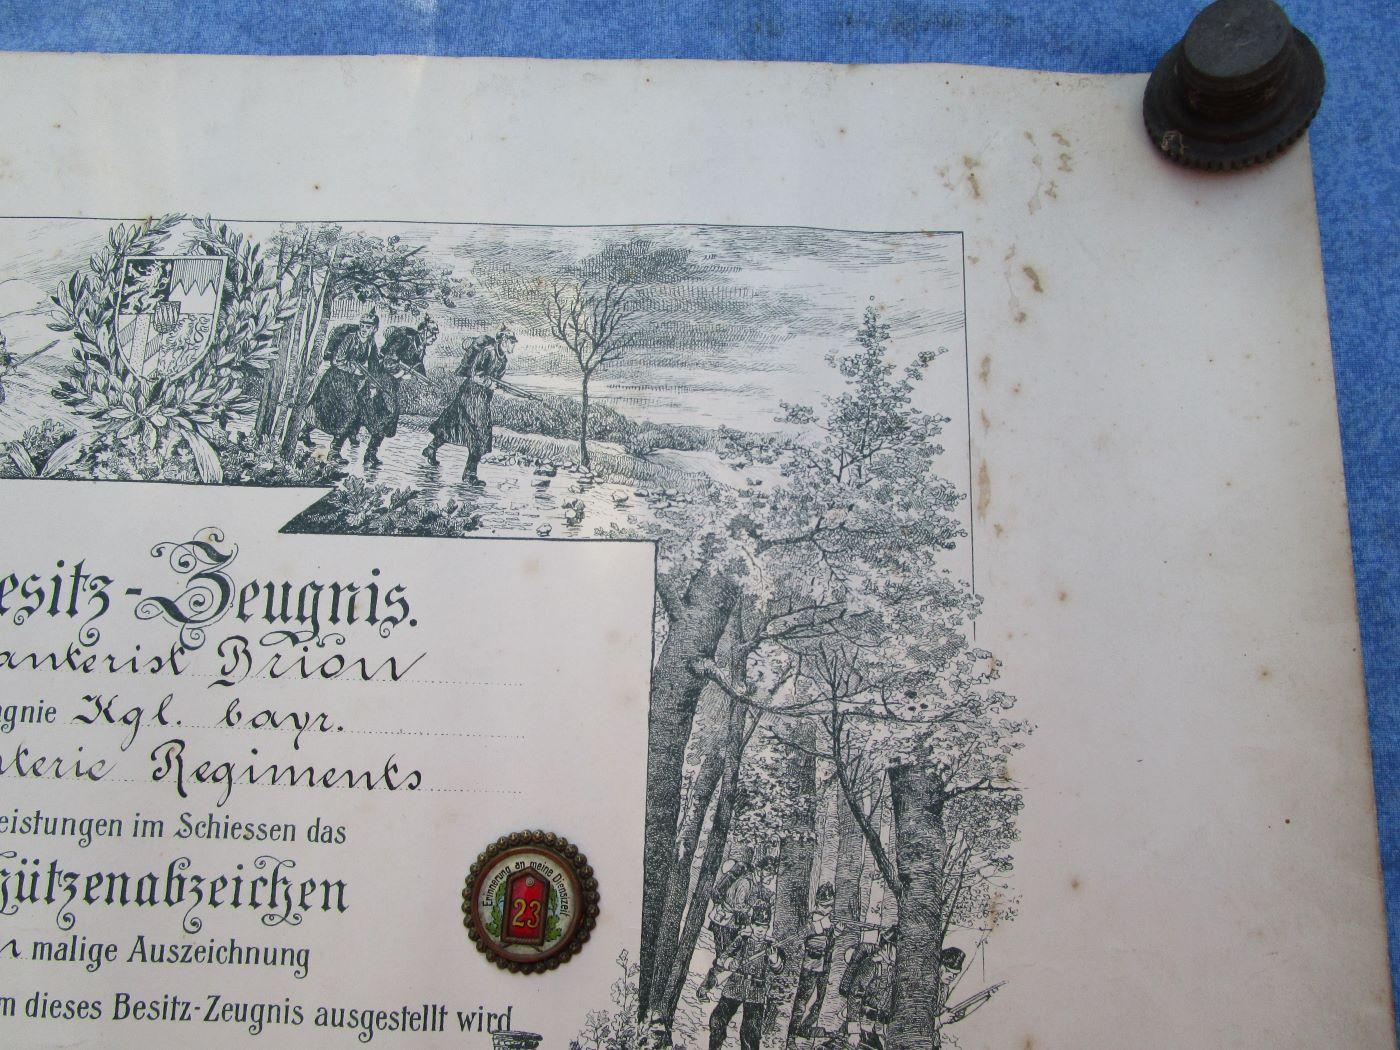 esitz-Zeugnis.
ankerist Brion
gnie Kgl. bayr.
nterie Regiments
eistungen im Schiessen das
hützenabzeichen
n malige Auszeichnung
m dieses Besitz-Zeugnis ausgestellt wird
Erinnerung an meine Dienstzeit
23